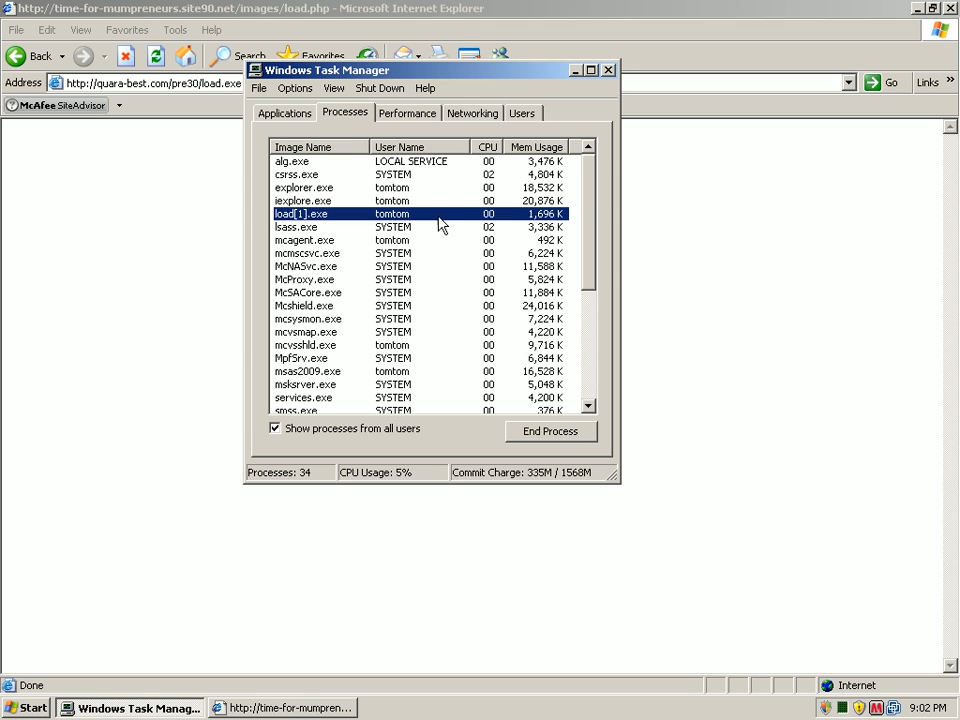 http://time-for-mumpreneurs.site90.net/images/load.php - Microsoft Internet Explorer
File Edit View Favorites Tools Help
Back Search Favorites
Address http://quara-best.com/pre30/load.exe Go Links »
McAfee SiteAdvisor
Windows Task Manager
File Options View Shut Down Help
Applications Processes Performance Networking Users
Image Name User Name CPU Mem Usage
alg.exe LOCAL SERVICE 00 3,476 K
csrss.exe SYSTEM 02 4,804 K
explorer.exe tomtom 00 18,532 K
iexplore.exe tomtom 00 20,876 K
load[1].exe tomtom 00 1,696 K
lsass.exe SYSTEM 02 3,336 K
mcagent.exe tomtom 00 492 K
mcmscsvc.exe SYSTEM 00 6,224 K
McNASvc.exe SYSTEM 00 11,588 K
McProxy.exe SYSTEM 00 5,824 K
McSACore.exe SYSTEM 00 11,884 K
Mcshield.exe SYSTEM 00 24,016 K
mcsysmon.exe SYSTEM 00 7,224 K
mcvsmap.exe SYSTEM 00 4,220 K
mcvsshld.exe tomtom 00 9,716 K
MpfSrv.exe SYSTEM 00 6,844 K
msas2009.exe tomtom 00 16,528 K
msksrver.exe SYSTEM 00 5,048 K
services.exe SYSTEM 00 4,200 K
smss.exe SYSTEM 00 376 K
Show processes from all users End Process
Processes: 34 CPU Usage: 5% Commit Charge: 335M / 1568M
Done Internet
Start Windows Task Manag... http://time-for-mumpren... 9:02 PM